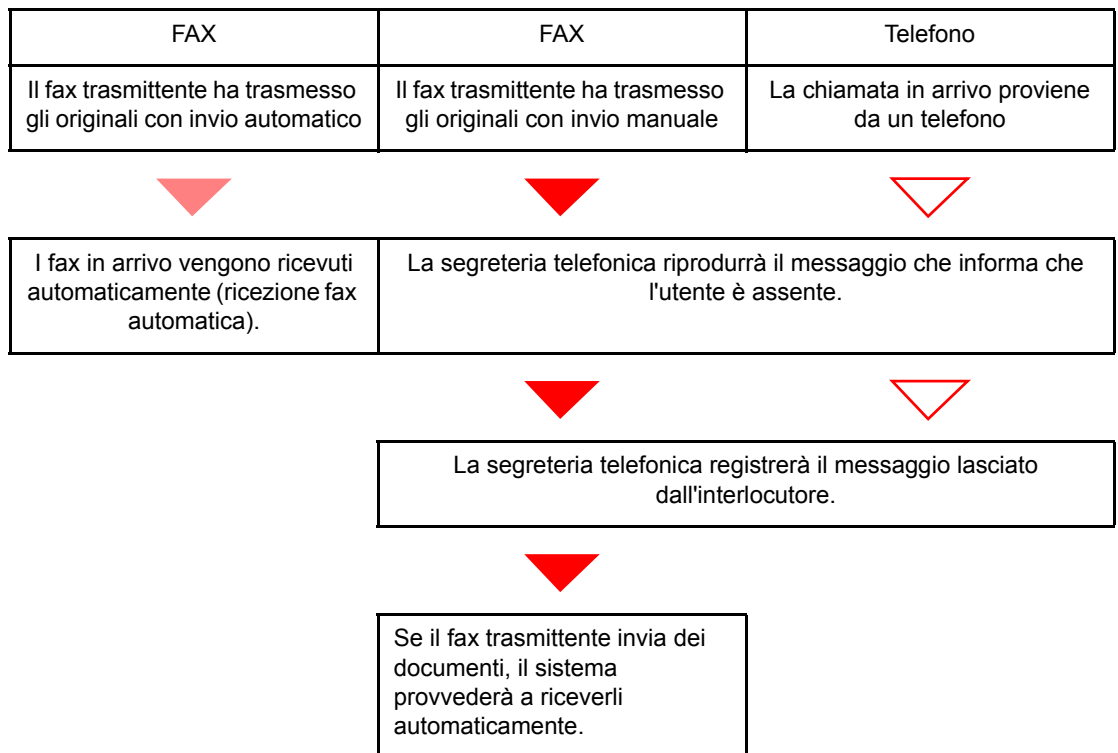 FAX
FAX
Telefono
Il fax trasmittente ha trasmesso
gli originali con invio automatico
Il fax trasmittente ha trasmesso
gli originali con invio manuale
La chiamata in arrivo proviene
da un telefono
I fax in arrivo vengono ricevuti
automaticamente (ricezione fax
automatica).
La segreteria telefonica riprodurrà il messaggio che informa che
l'utente è assente.
La segreteria telefonica registrerà il messaggio lasciato
dall'interlocutore.
Se il fax trasmittente invia dei
documenti, il sistema
provvederà a riceverli
automaticamente.